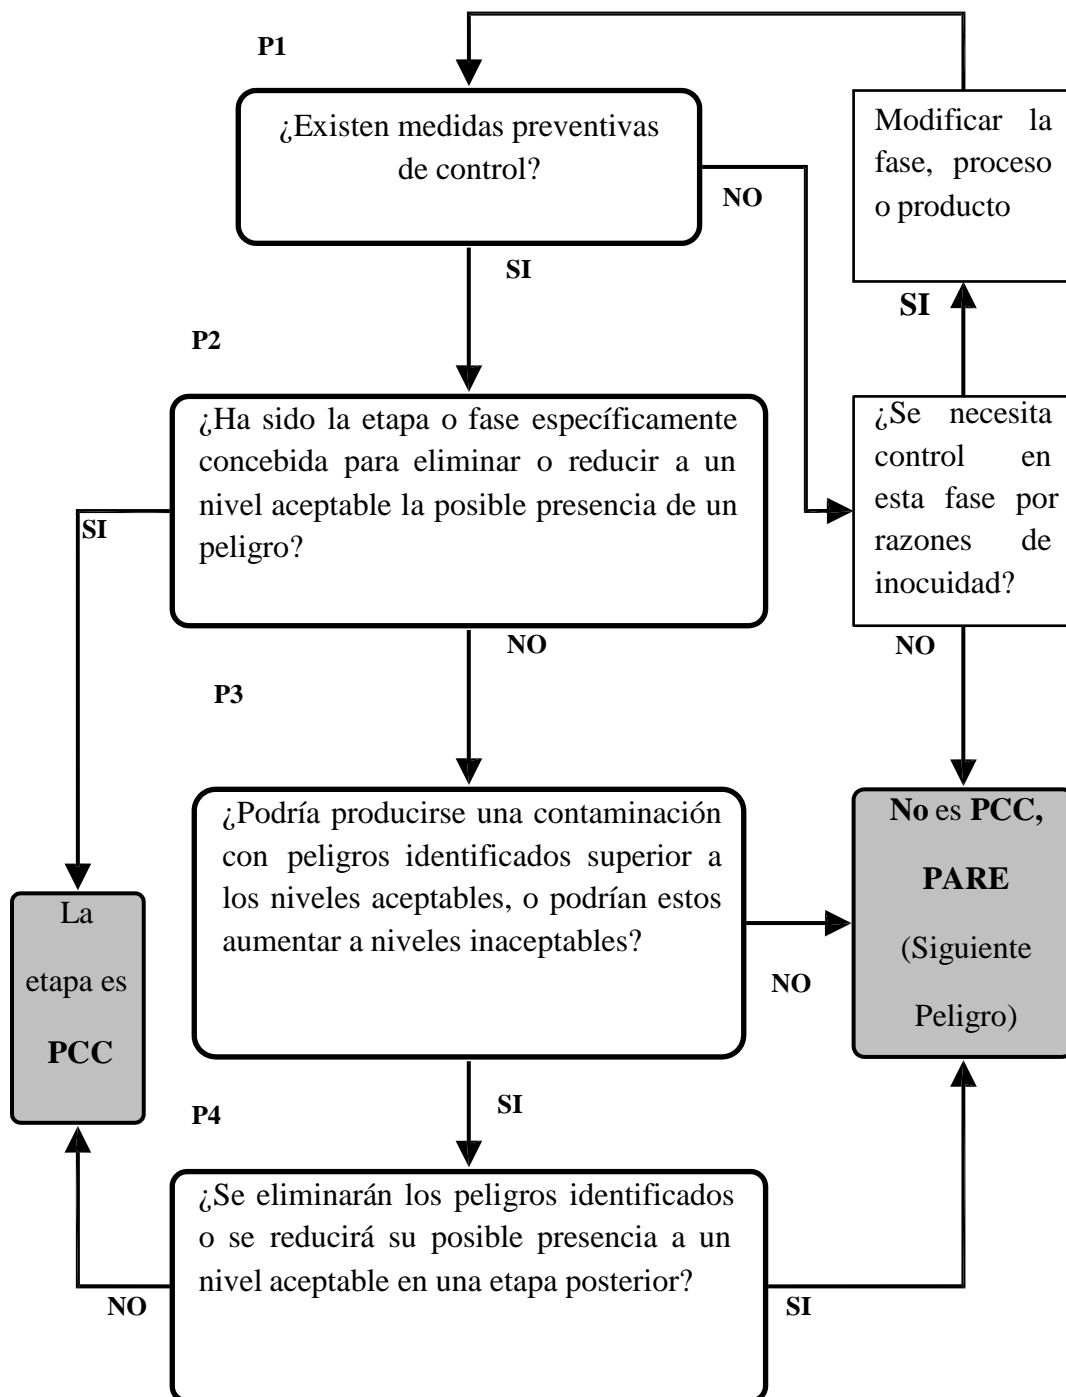 P1
¿Existen medidas preventivas
de control?
NO
SI
Modificar la
fase, proceso
o producto
SI
P2
¿Ha sido la etapa o fase específicamente
concebida para eliminar o reducir a un
nivel aceptable la posible presencia de un
peligro?
SI
NO
¿Se necesita
control en
esta fase por
razones de
inocuidad?
NO
P3
¿Podría producirse una contaminación
con peligros identificados superior a
los niveles aceptables, o podrían estos
aumentar a niveles inaceptables?
NO
SI
No es PCC,
PARE
(Siguiente
Peligro)
La
etapa es
PCC
P4
¿Se eliminarán los peligros identificados
o se reducirá su posible presencia a un
nivel aceptable en una etapa posterior?
NO
SI